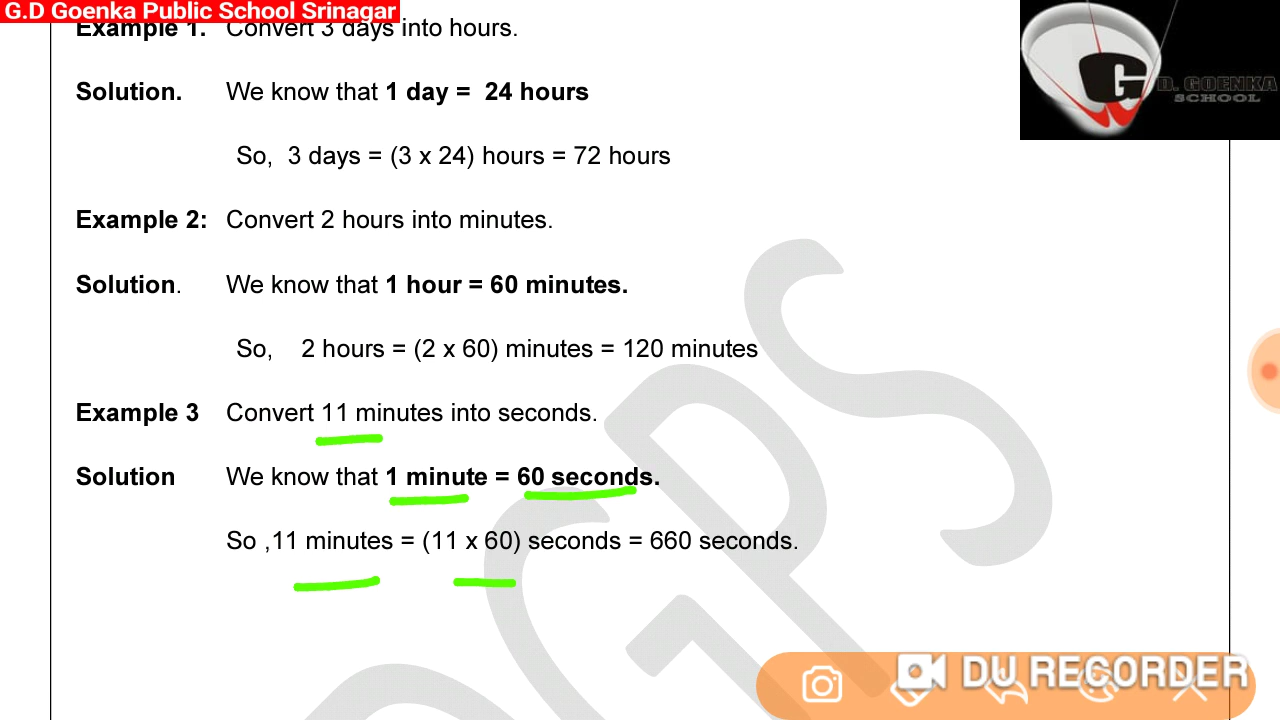 G.D Goenka Public School Srinagar
Example 1. Convert 3 days into hours.
Solution. We know that 1 day = 24 hours
So, 3 days = (3 x 24) hours = 72 hours
Example 2: Convert 2 hours into minutes.
Solution. We know that 1 hour = 60 minutes.
So, 2 hours = (2 x 60) minutes = 120 minutes
Example 3 Convert 11 minutes into seconds.
Solution We know that 1 minute = 60 seconds.
So ,11 minutes = (11 x 60) seconds = 660 seconds.
G D. GOENKA
SCHOOL
GPS
DU RECORDER